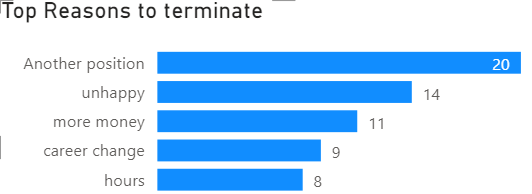 Top Reasons to terminate
Another position 20
unhappy 14
more money 11
career change 9
hours 8